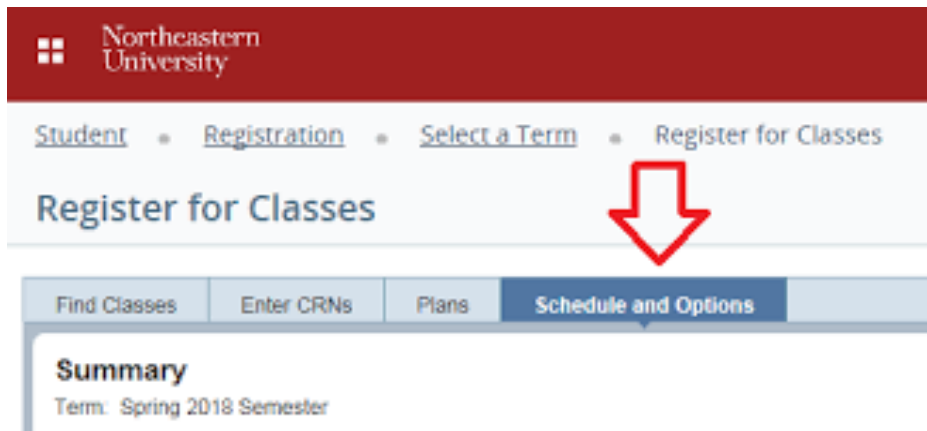 Northeastern
University
Student Registration Select a Term Register for Classes
Register for Classes
Find Classes Enter CRNs Plans Schedule and Options
Summary
Term: Spring 2018 Semester